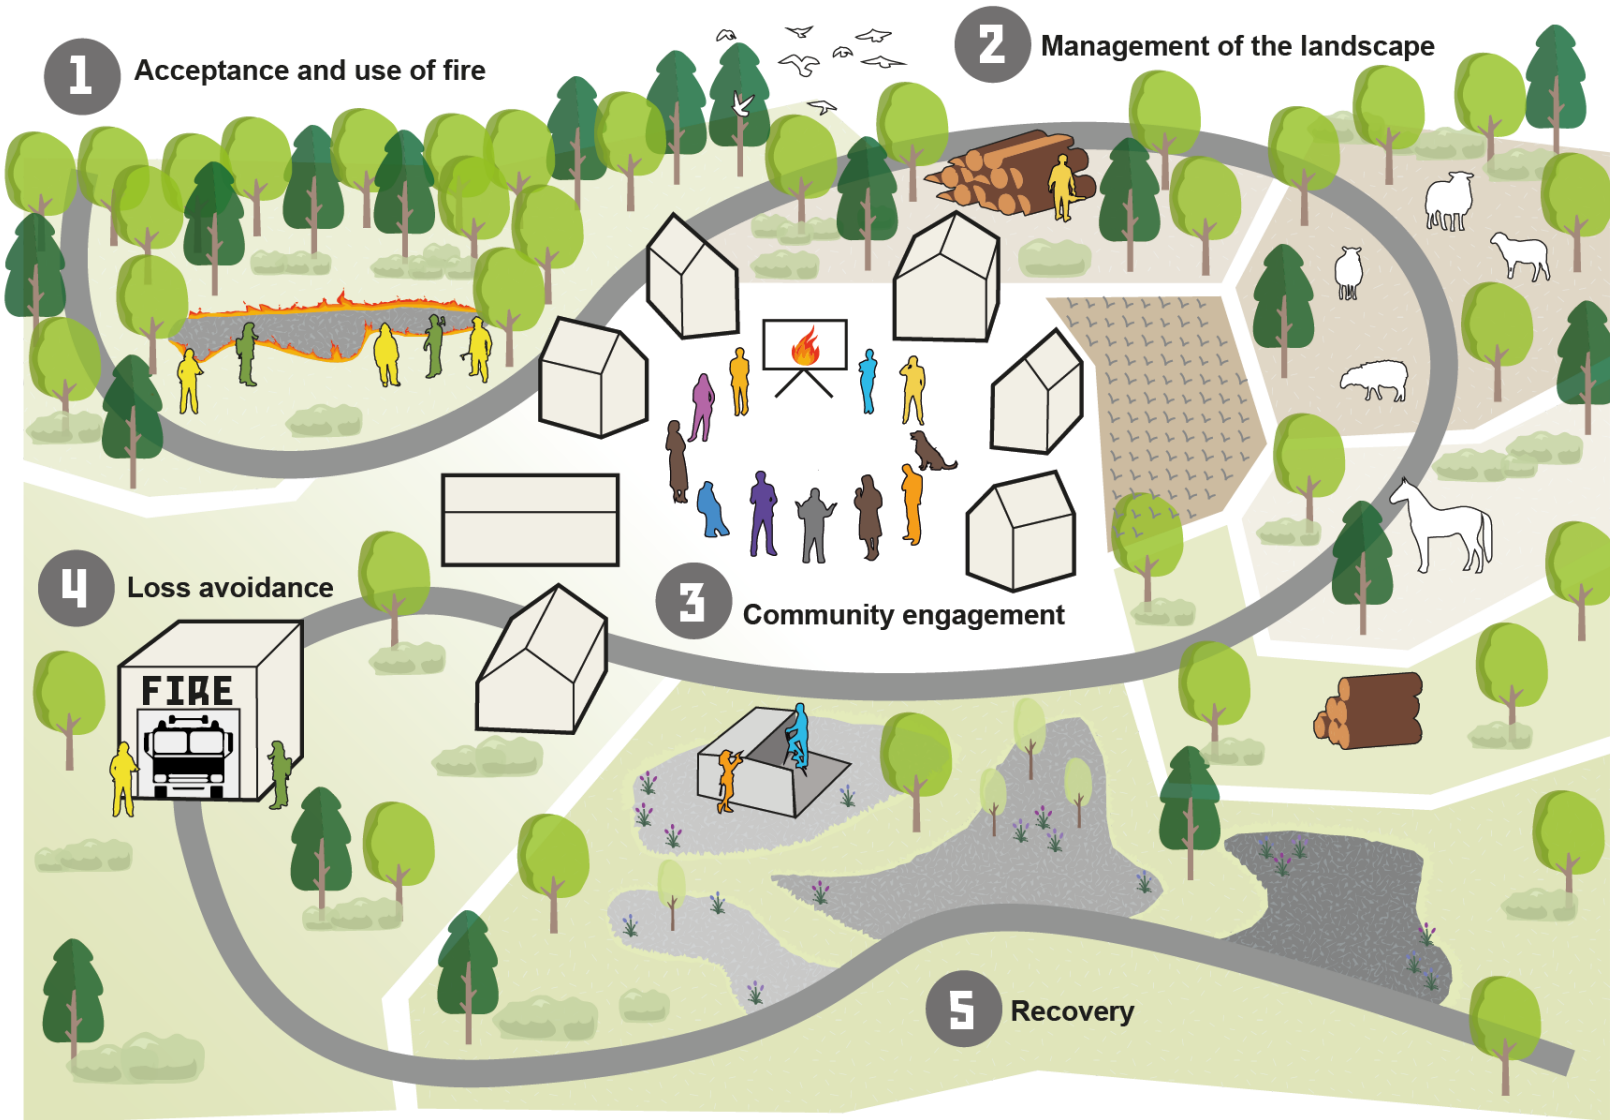 1
Acceptance and use of fire
2
Management of the landscape
3
Community engagement
4
Loss avoidance
FIRE
5
Recovery